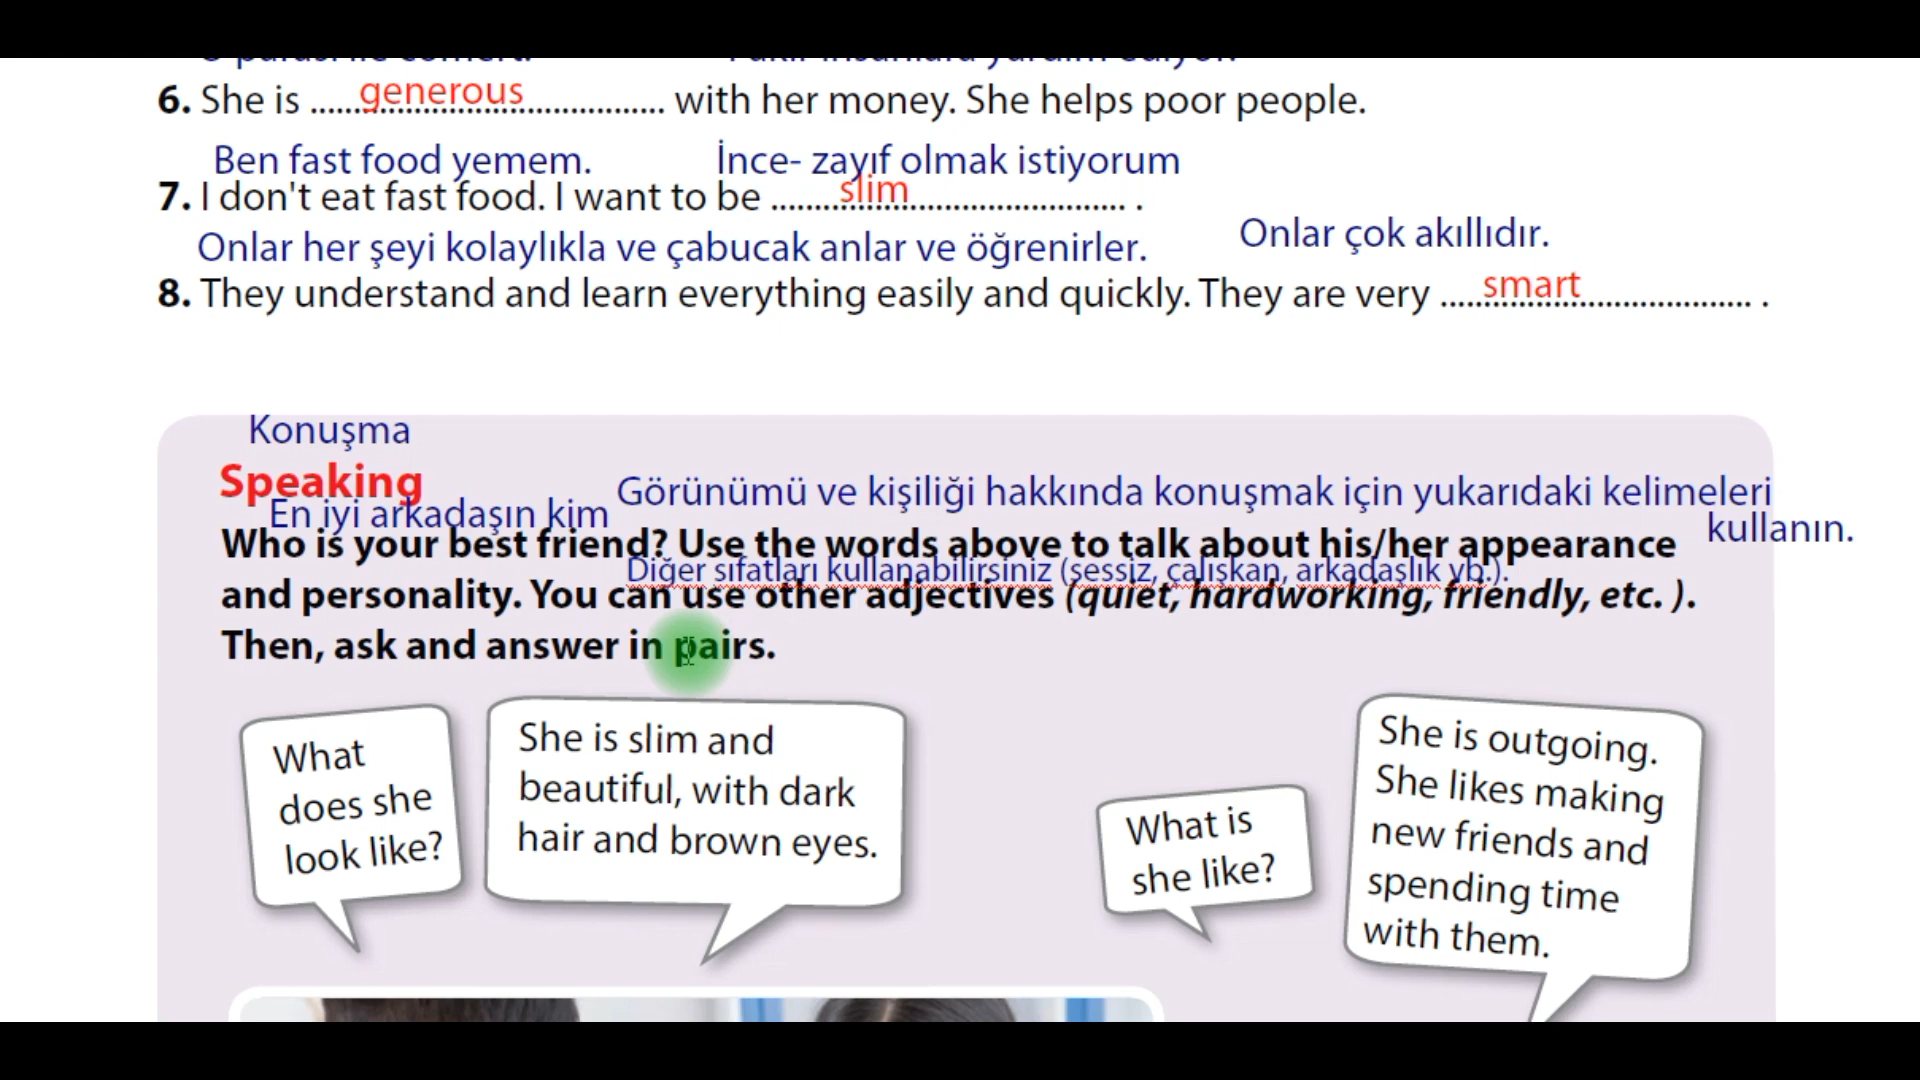 6. She is .......generous....... with her money. She helps poor people.
Ben fast food yemem. İnce- zayıf olmak istiyorum
7. I don't eat fast food. I want to be .......slim....... .
Onlar her şeyi kolaylıkla ve çabucak anlar ve öğrenirler. Onlar çok akıllıdır.
8. They understand and learn everything easily and quickly. They are very .......smart....... .
Konuşma
Speaking
En iyi arkadaşın kim Görünümü ve kişiliği hakkında konuşmak için yukarıdaki kelimeleri
kullanın.
Who is your best friend? Use the words above to talk about his/her appearance
Diğer sıfatları kullanabilirsiniz (sessiz, çalışkan, arkadaşlık vb.).
and personality. You can use other adjectives (quiet, hardworking, friendly, etc. ).
Then, ask and answer in pairs.
What
does she
look like?
She is slim and
beautiful, with dark
hair and brown eyes.
What is
she like?
She is outgoing.
She likes making
new friends and
spending time
with them.